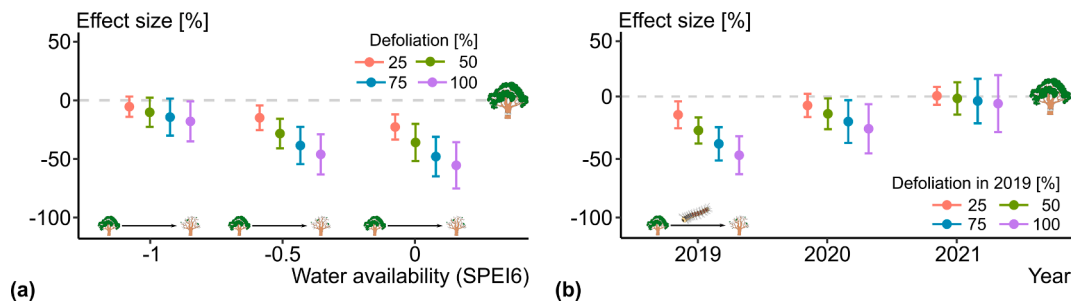 Effect size [%]
50
0
-50
-100
Defoliation [%]
25 50
75 100
-1 -0.5 0
Water availability (SPEI6)
(a)
Effect size [%]
50
0
-50
-100
Defoliation in 2019 [%]
25 50
75 100
2019 2020 2021
Year
(b)